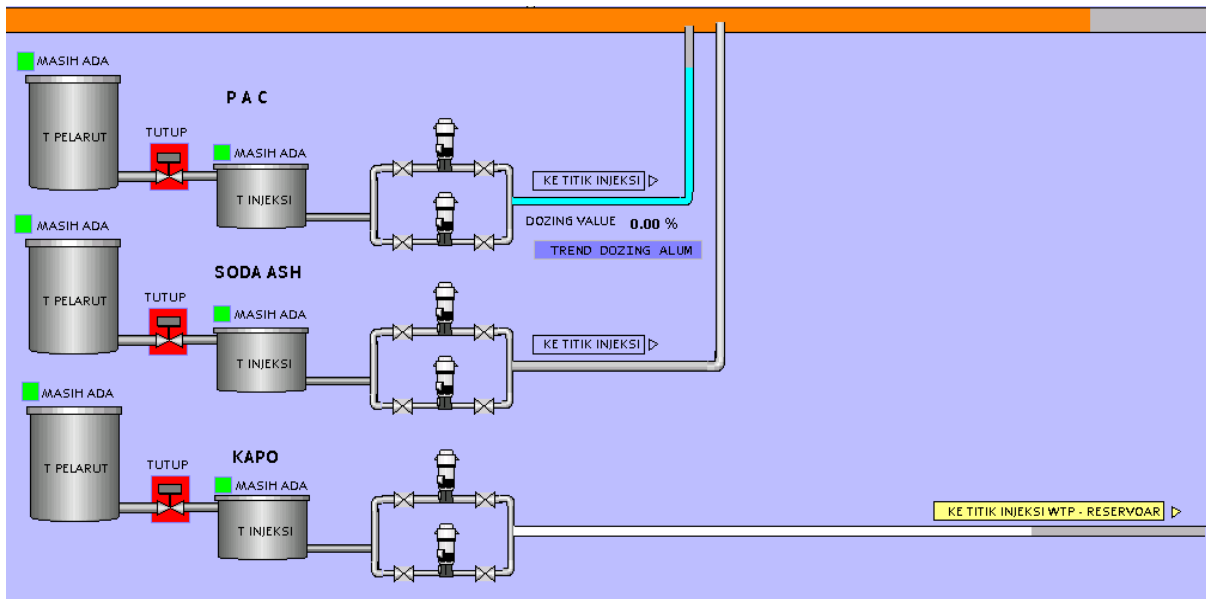 MASIH ADA
P A C
T PELARUT
TUTUP
MASIH ADA
T INJEKSI
KE TITIK INJEKSI
DOZING VALUE 0.00 %
TREND DOZING ALUM
MASIH ADA
SODA ASH
T PELARUT
TUTUP
MASIH ADA
T INJEKSI
KE TITIK INJEKSI
MASIH ADA
KAPO
T PELARUT
TUTUP
MASIH ADA
T INJEKSI
KE TITIK INJEKSI WTP - RESERVOAR